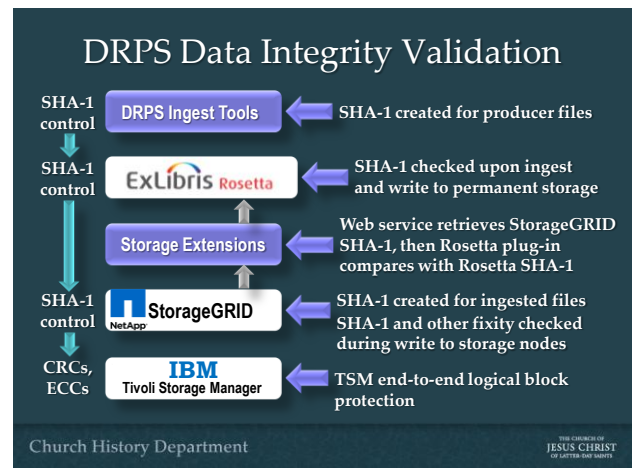 DRPS Data Integrity Validation
SHA-1
control
DRPS Ingest Tools
SHA-1 created for producer files
SHA-1
control
ExLibris Rosetta
SHA-1 checked upon ingest
and write to permanent storage
Storage Extensions
Web service retrieves StorageGRID
SHA-1, then Rosetta plug-in
compares with Rosetta SHA-1
SHA-1
control
NetApp
StorageGRID
SHA-1 created for ingested files
SHA-1 and other fixity checked
during write to storage nodes
CRCs,
ECCs
IBM
Tivoli Storage Manager
TSM end-to-end logical block
protection
Church History Department
THE CHURCH OF
JESUS CHRIST
OF LATTER-DAY SAINTS